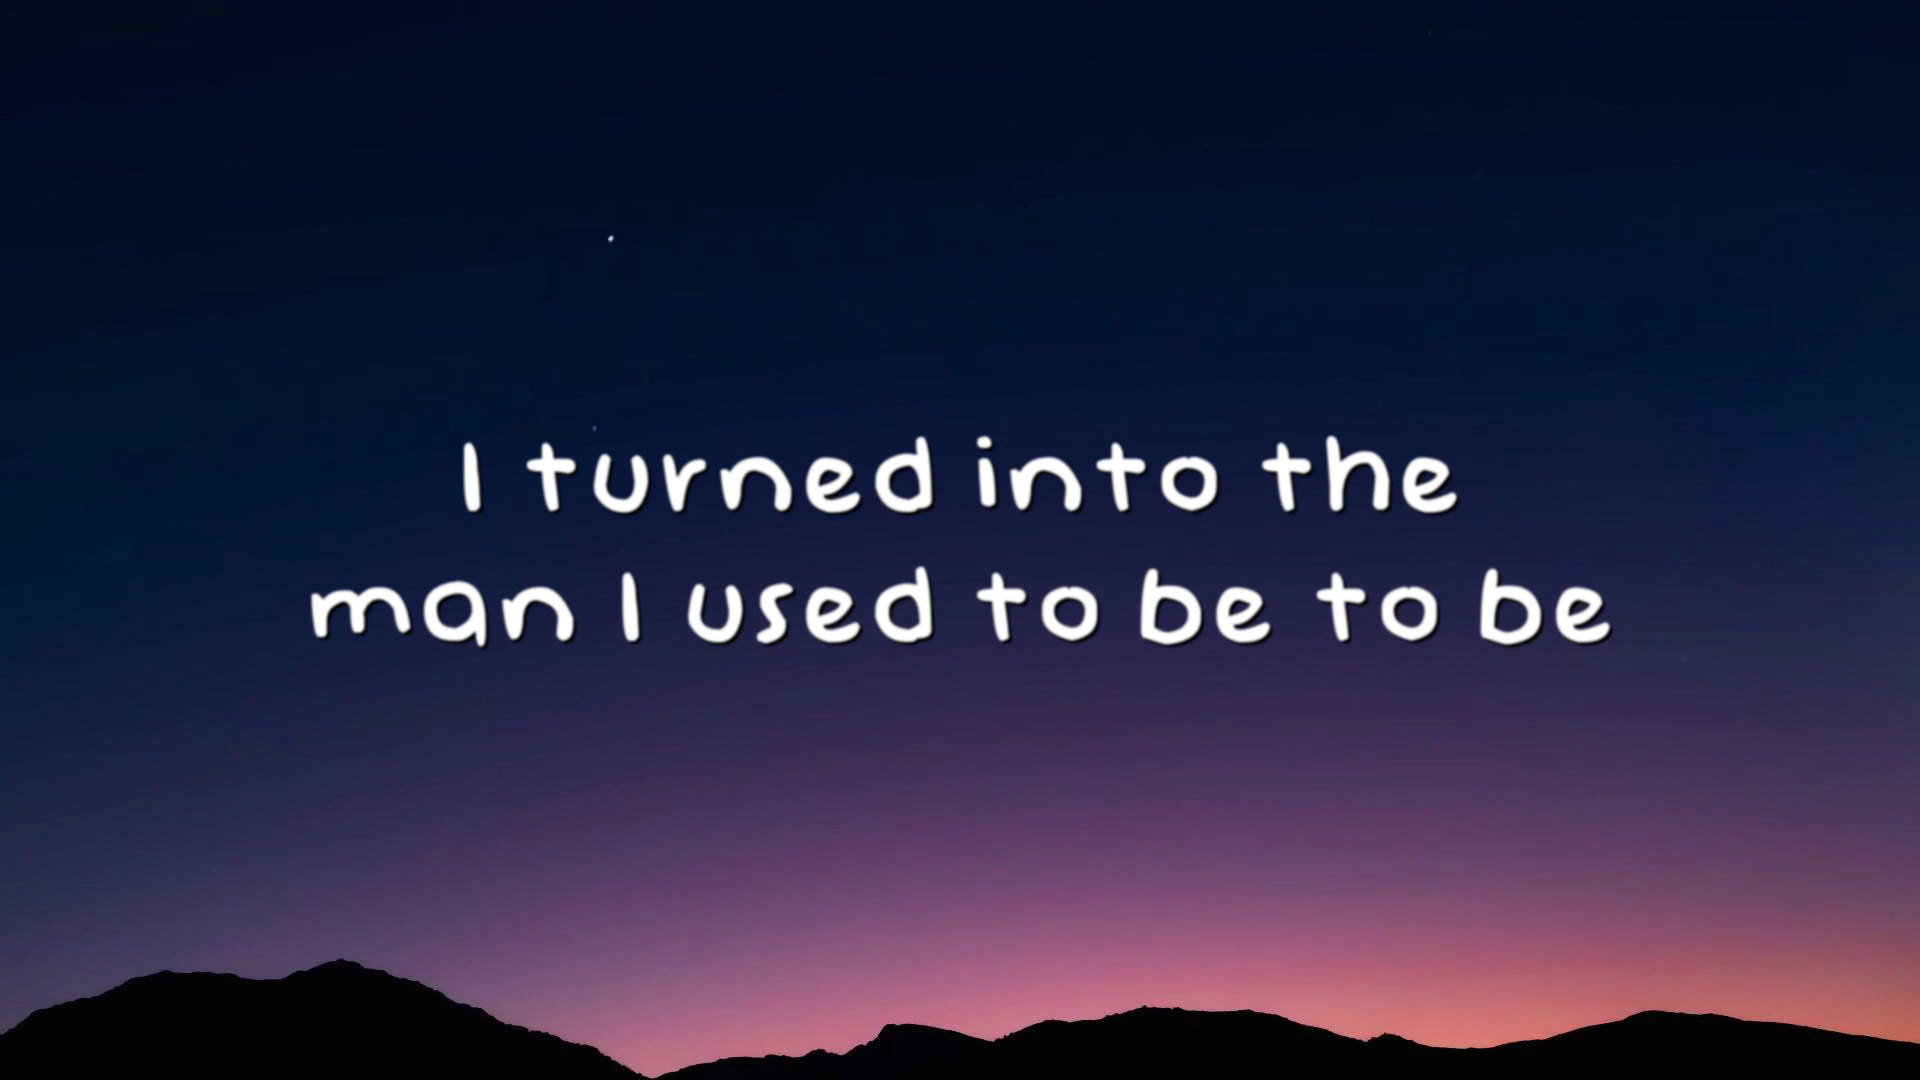 I turned into the
man I used to be to be